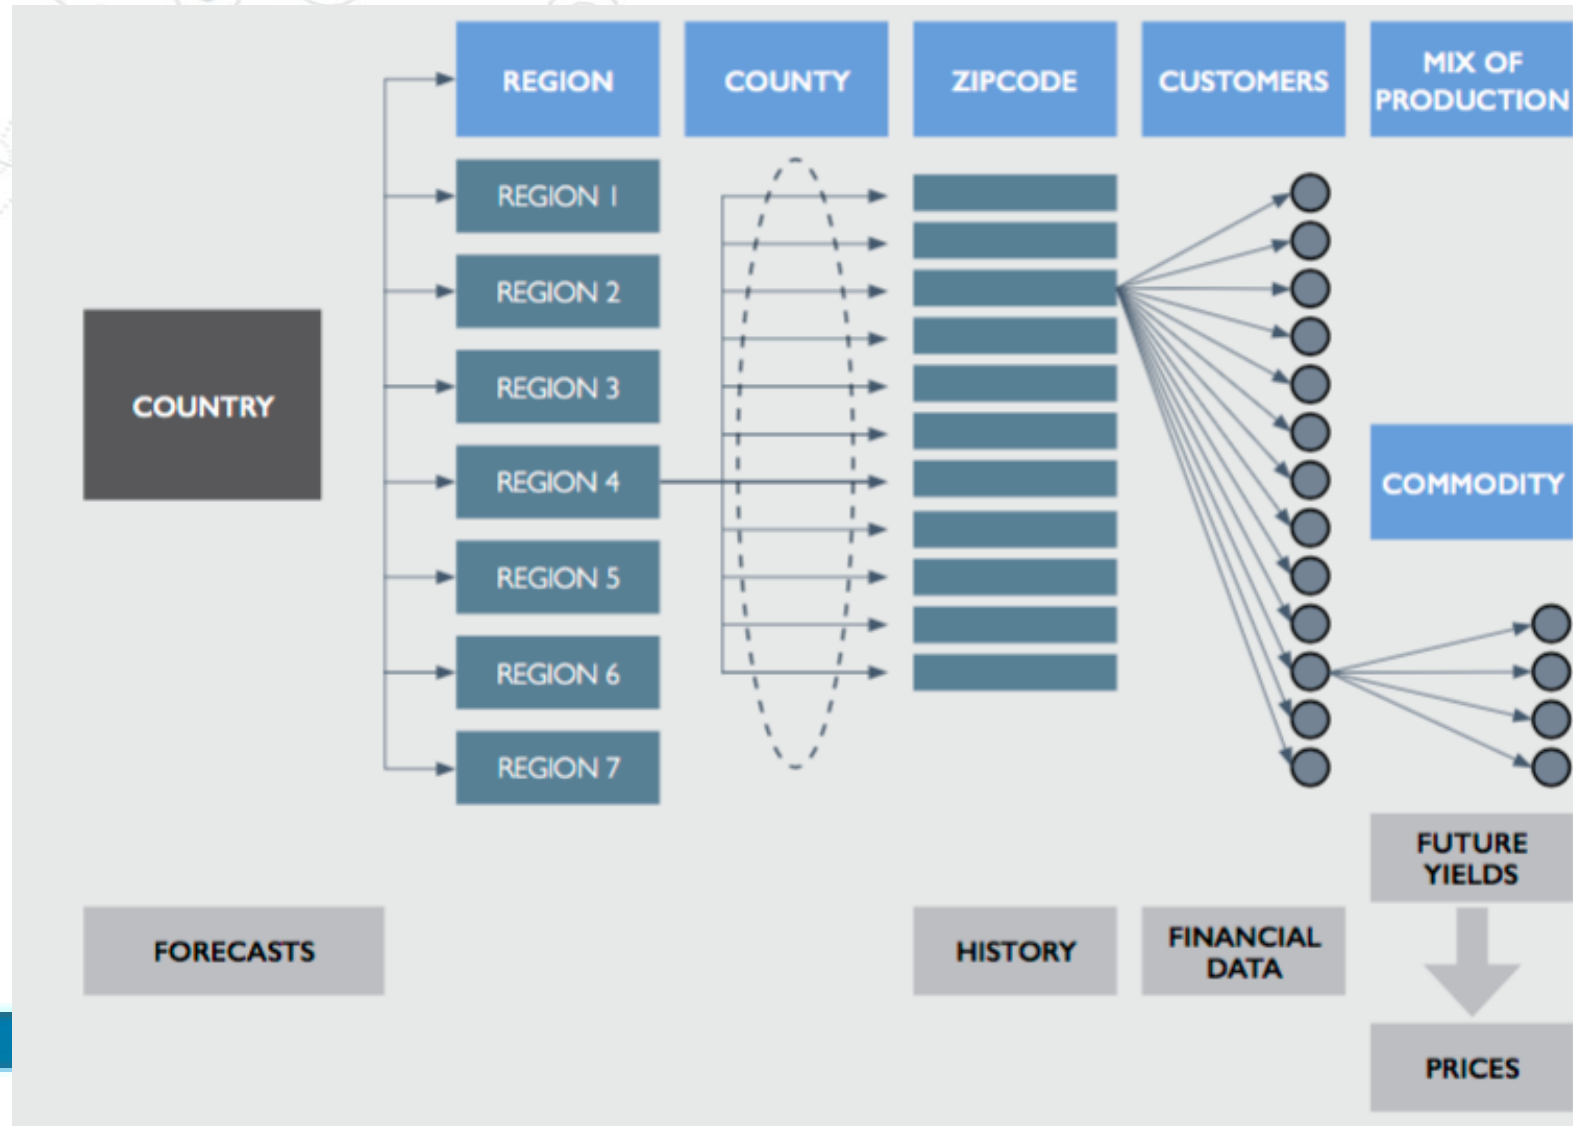 REGION
COUNTY
ZIPCODE
CUSTOMERS
MIX OF
PRODUCTION
REGION 1
REGION 2
REGION 3
COUNTRY
REGION 4
COMMODITY
REGION 5
REGION 6
REGION 7
FUTURE
YIELDS
FORECASTS
HISTORY
FINANCIAL
DATA
PRICES